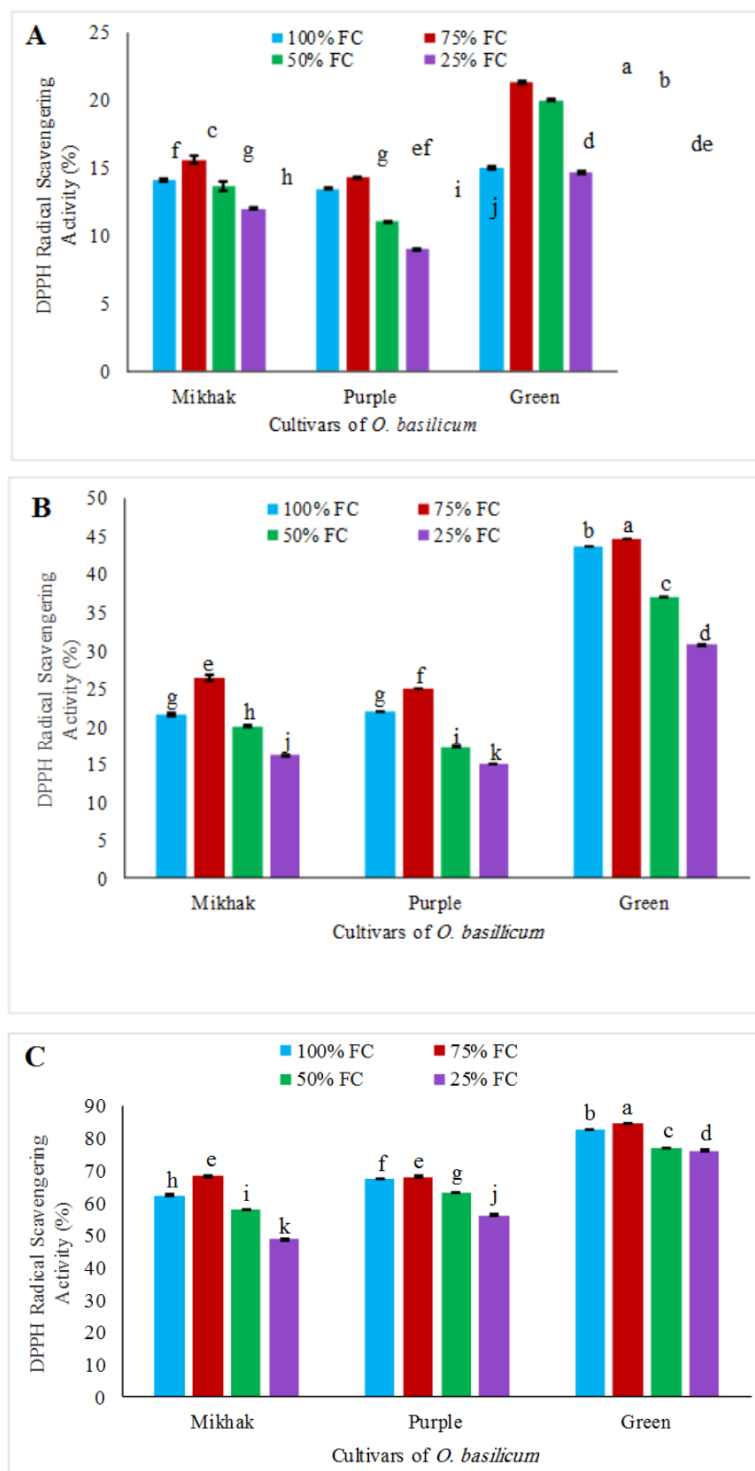 A
100% FC 75% FC
50% FC 25% FC
DPPH Radical Scavengering
Activity (%)
25
20
15
10
5
0
f c g h g ef i j d a b de
Mikhak Purple Green
Cultivars of O. basilicum
B
100% FC 75% FC
50% FC 25% FC
DPPH Radical Scavengering
Activity (%)
50
45
40
35
30
25
20
15
10
5
0
g e h j g f i k b a c d
Mikhak Purple Green
Cultivars of O. basillicum
C
100% FC 75% FC
50% FC 25% FC
DPPH Radical Scavengering
Activity (%)
90
80
70
60
50
40
30
20
10
0
h e i k f e g j b a c d
Mikhak Purple Green
Cultivars of O. basilicum